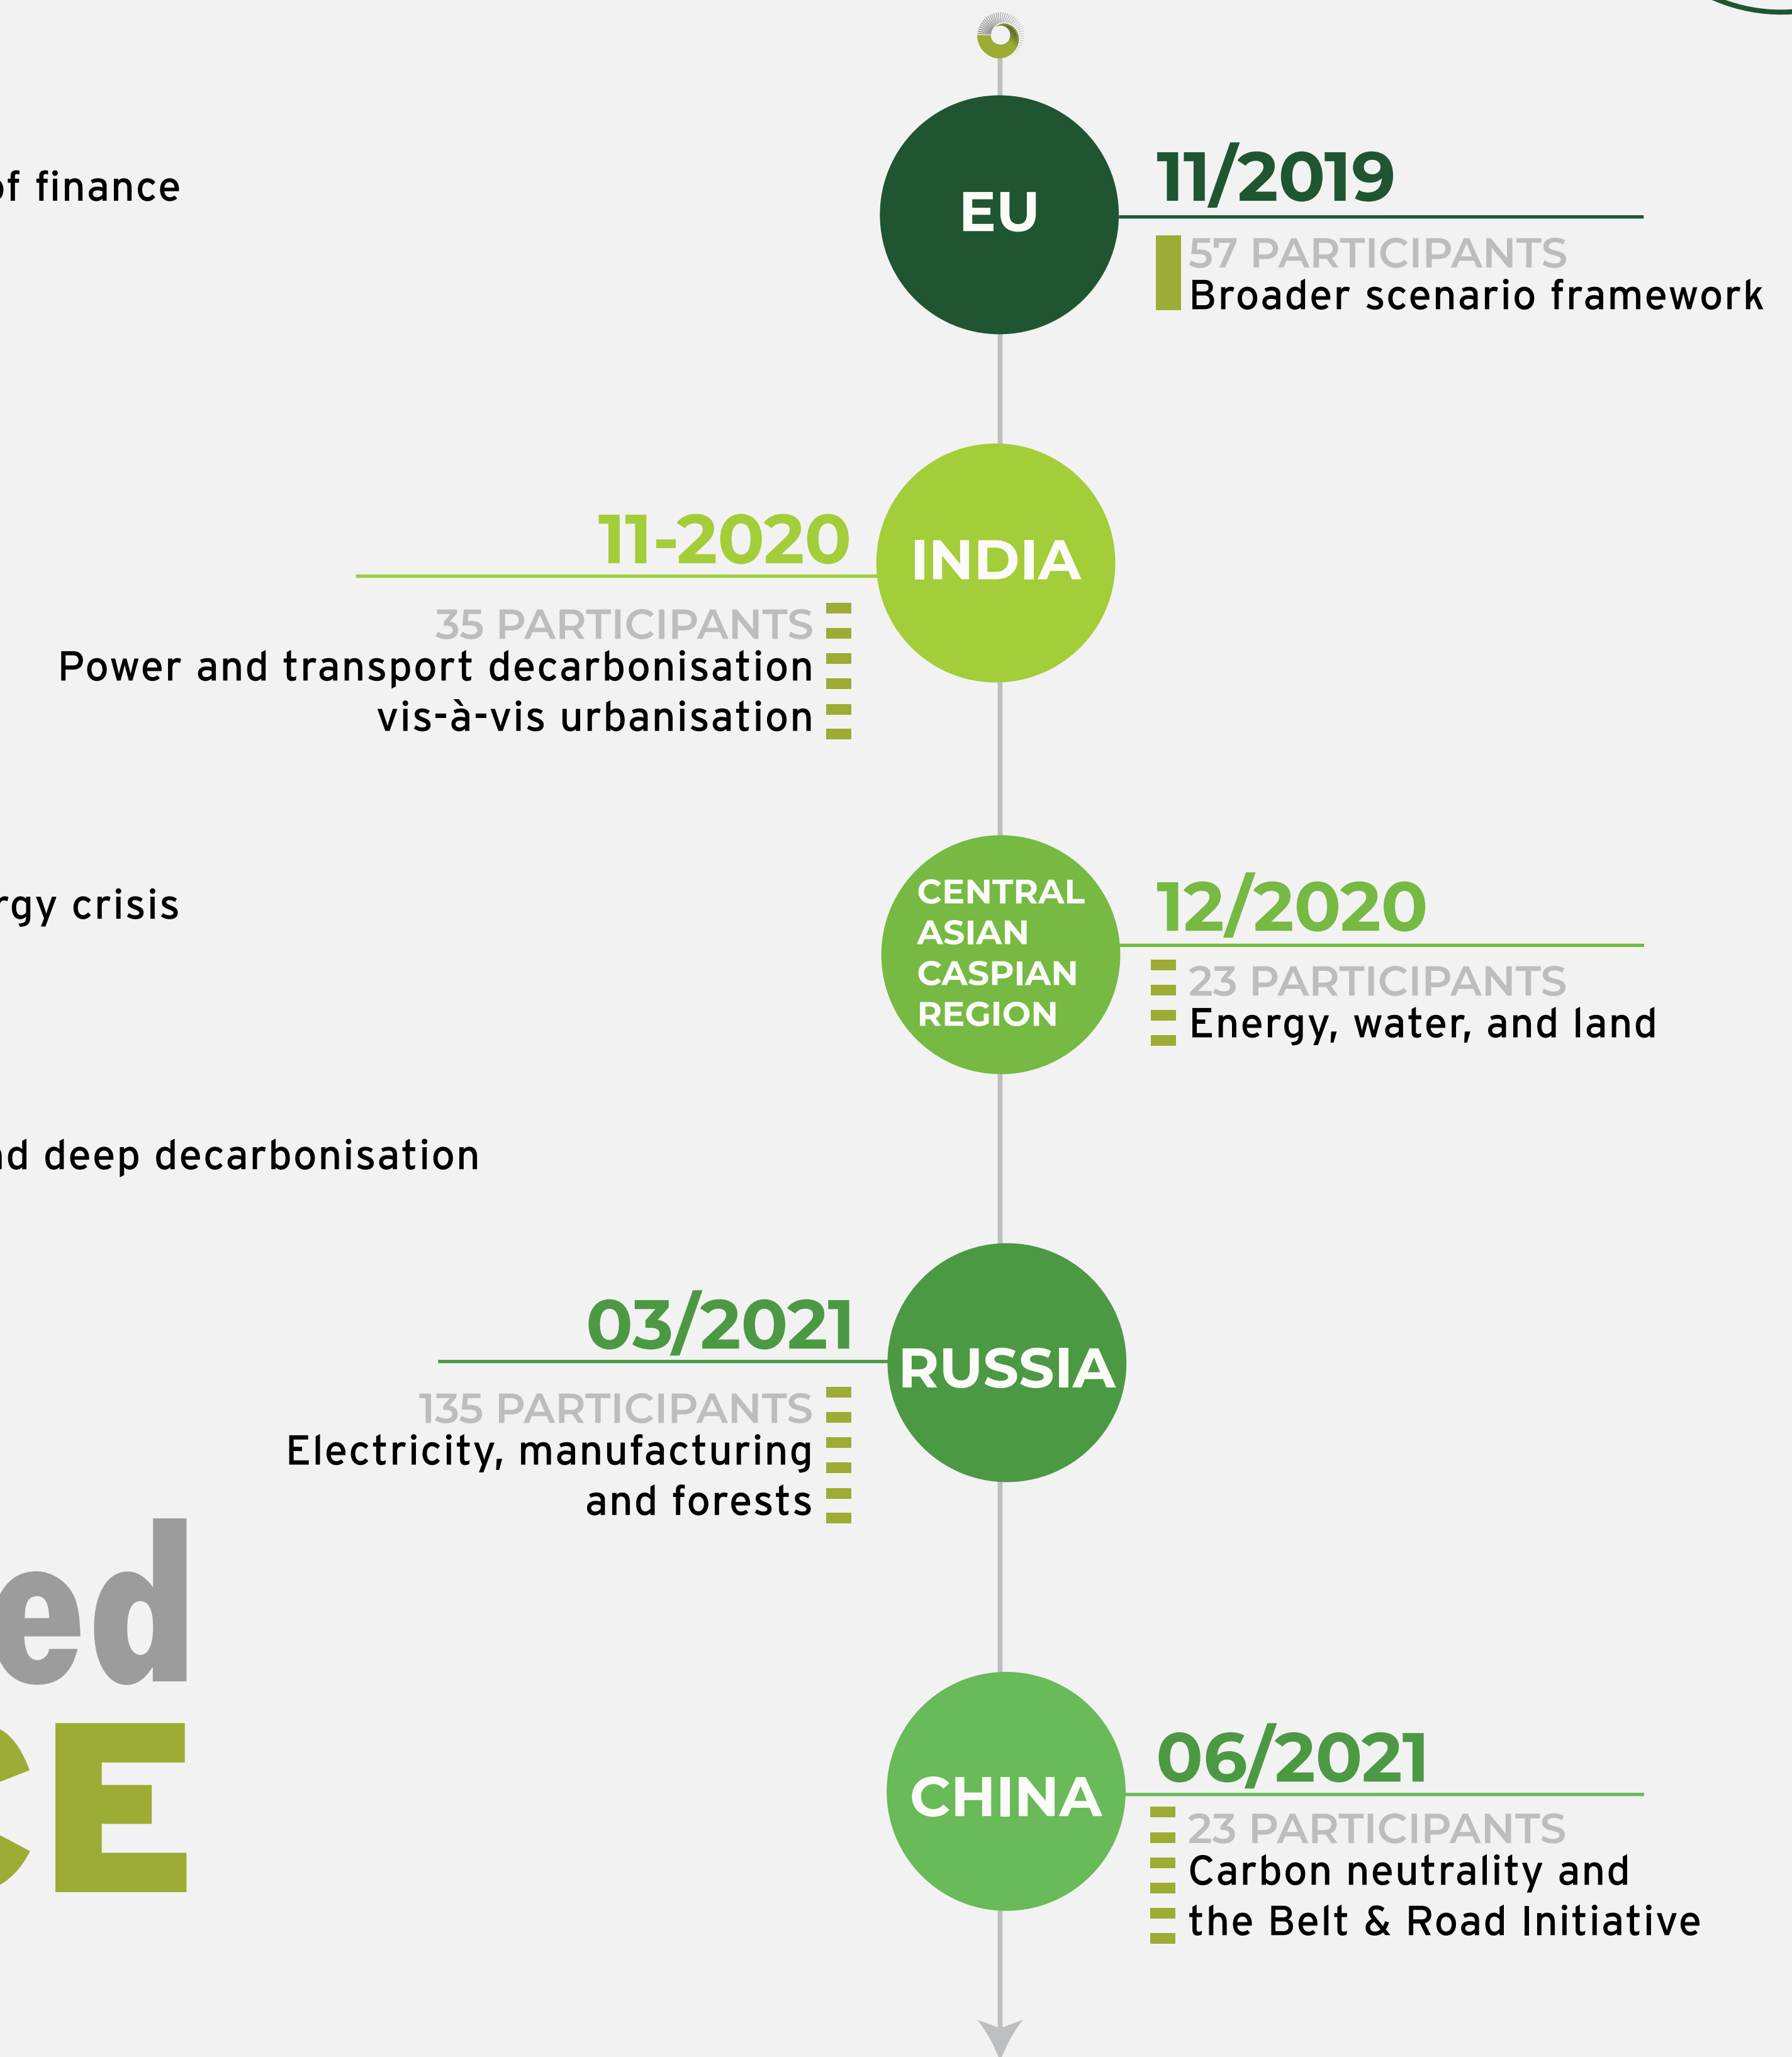 of finance
EU
11/2019
57 PARTICIPANTS
Broader scenario framework
11-2020
INDIA
35 PARTICIPANTS
Power and transport decarbonisation
vis-à-vis urbanisation
CENTRAL
ASIAN
CASPIAN
REGION
12/2020
23 PARTICIPANTS
Energy, water, and land
crisis
deep decarbonisation
03/2021
RUSSIA
135 PARTICIPANTS
Electricity, manufacturing
and forests
CHINA
06/2021
23 PARTICIPANTS
Carbon neutrality and
the Belt & Road Initiative